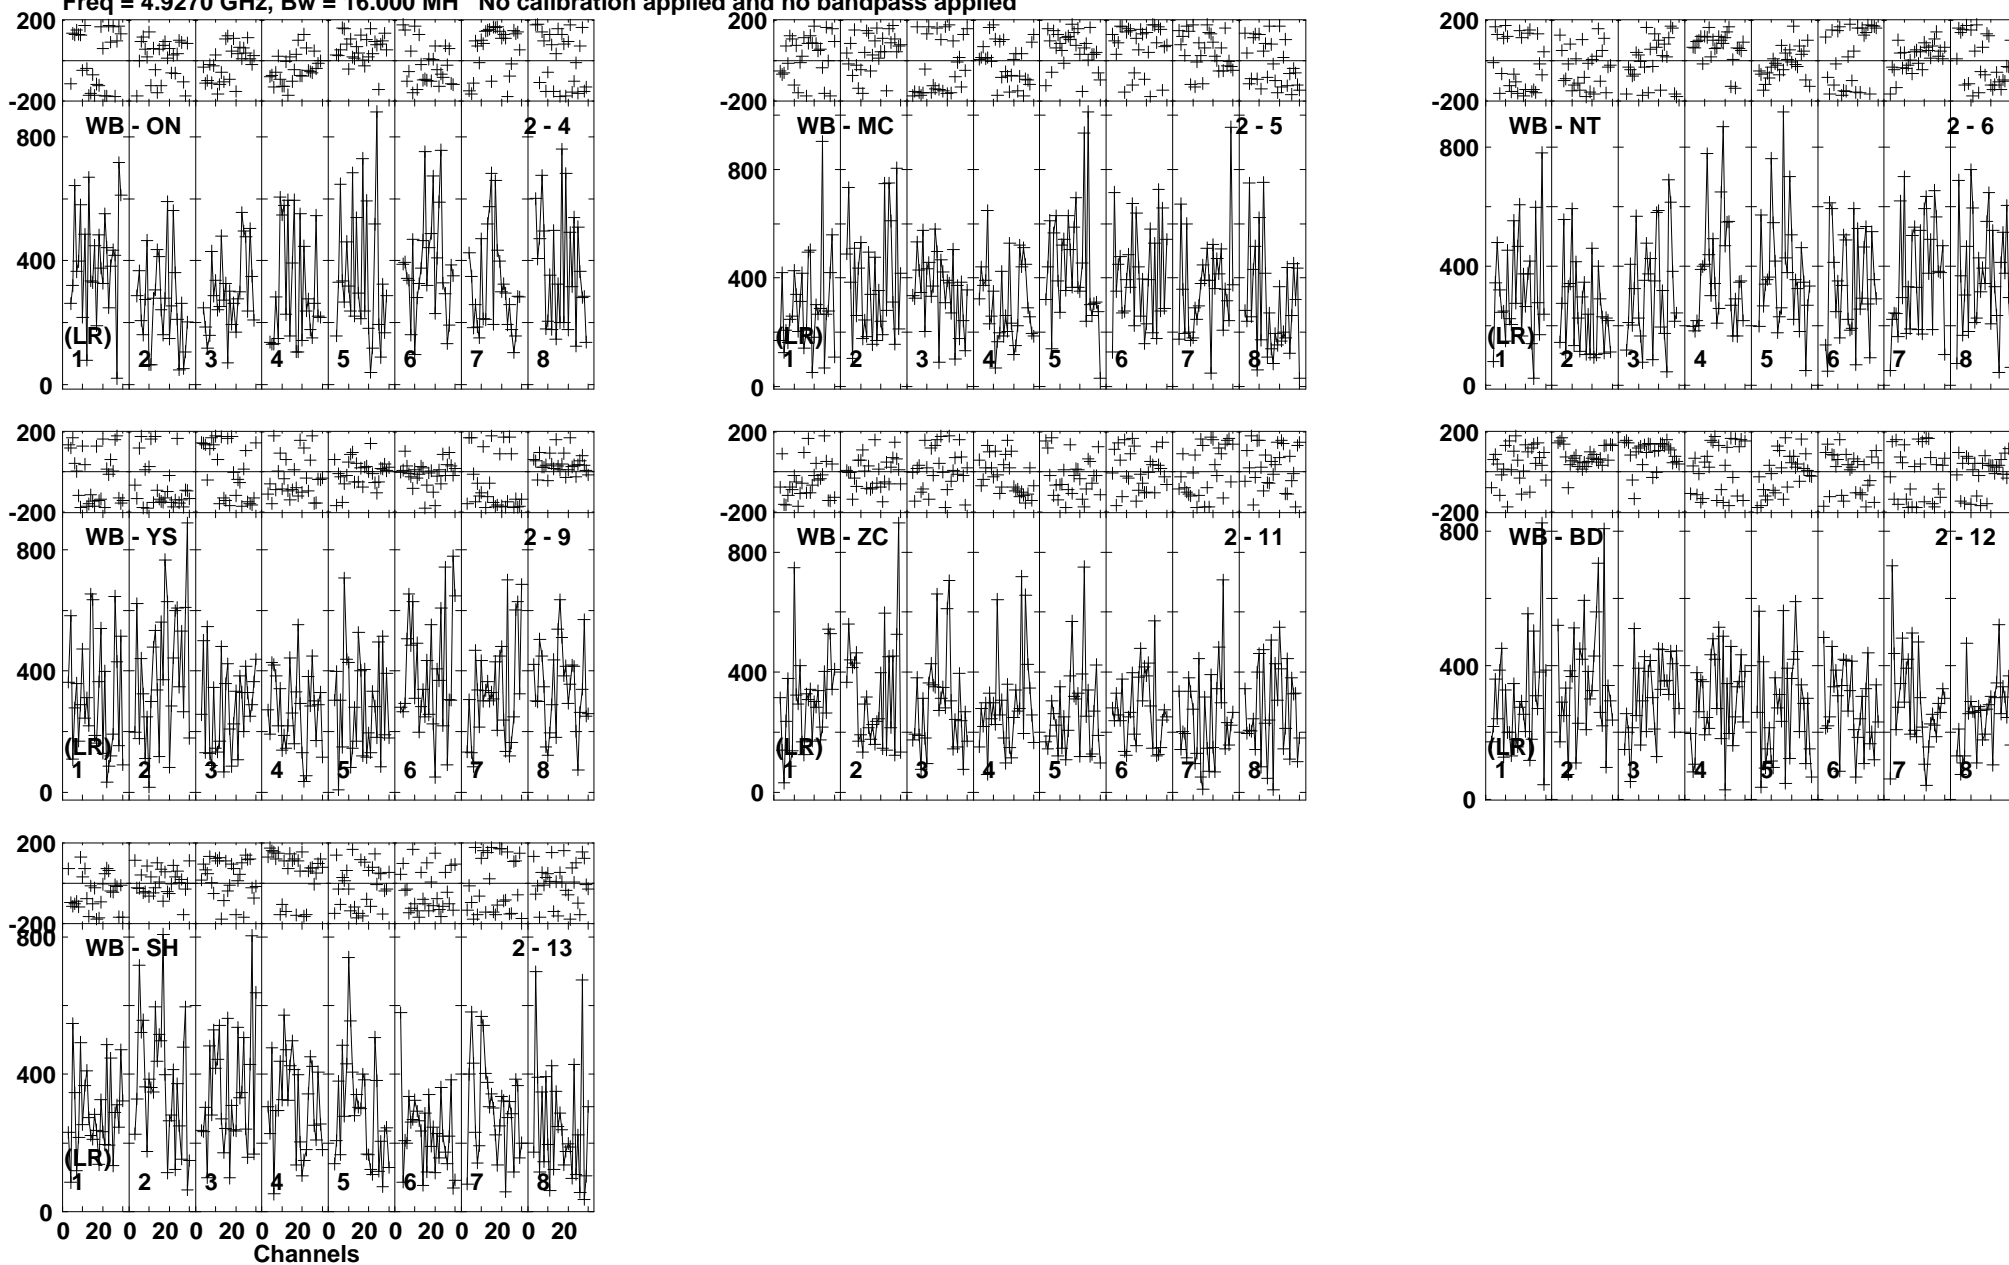 Freq = 4.9270 GHz, Bw = 16.000 MH No calibration applied and no bandpass applied
200 200 200
-200 -200 -200
WB - ON 2 - 4 WB - MC 2 - 5 WB - NT 2 - 6
800 800 800
400 400 400
(LR) (LR) (LR)
1 2 3 4 5 6 7 8 1 2 3 4 5 6 7 8 1 2 3 4 5 6 7 8
0 0 0
200 200 200
-200 -200 -200
WB - YS 2 - 9 WB - ZC 2 - 11 WB - BD 2 - 12
800 800 800
400 400 400
(LR) (LR) (LR)
1 2 3 4 5 6 7 8 1 2 3 4 5 6 7 8 1 2 3 4 5 6 7 8
0 0 0
200
-200
800
WB - SH 2 - 13
400
(LR)
1 2 3 4 5 6 7 8
0
0 20 0 20 0 20 0 20 0 20 0 20 0 20 0 20
Channels